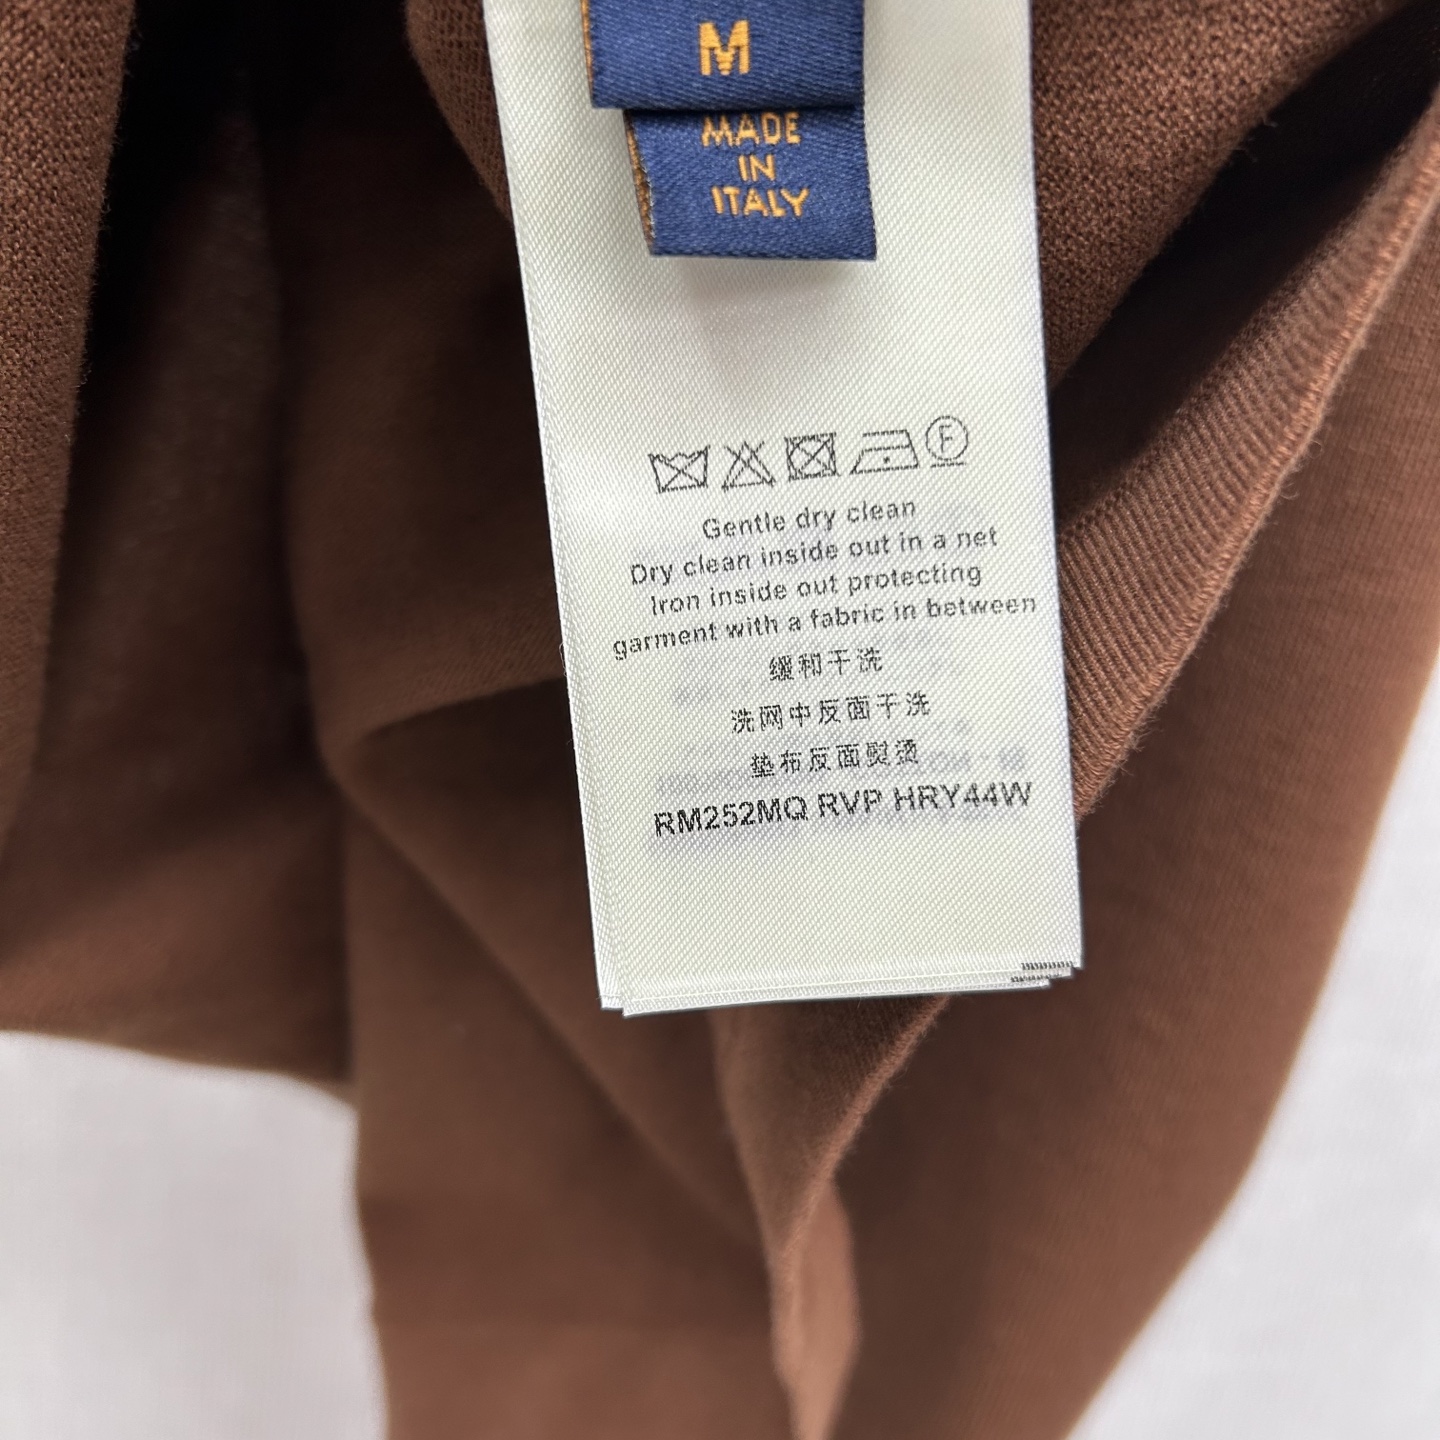 M
MADE
IN
ITALY
F
Gentle dry clean
Dry clean inside out in a net
Iron inside out protecting
garment with a fabric in between
缓和干洗
洗网中反面干洗
垫布反面熨烫
RM252MQ RVP HRY44W